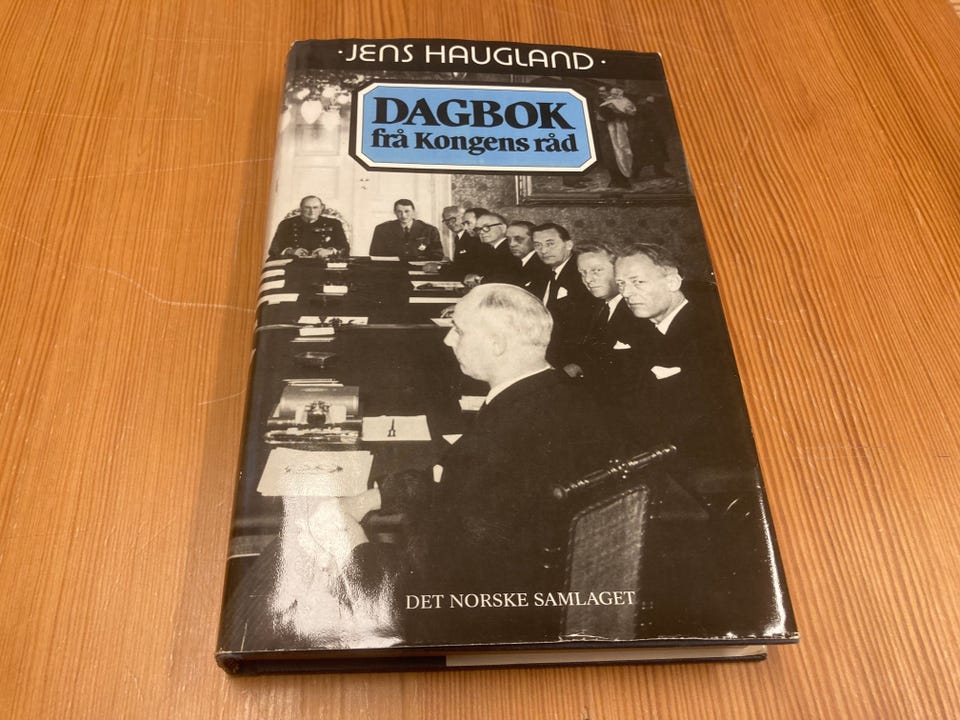 · JENS HAUGLAND ·
DAGBOK
frå Kongens råd
DET NORSKE SAMLAGET